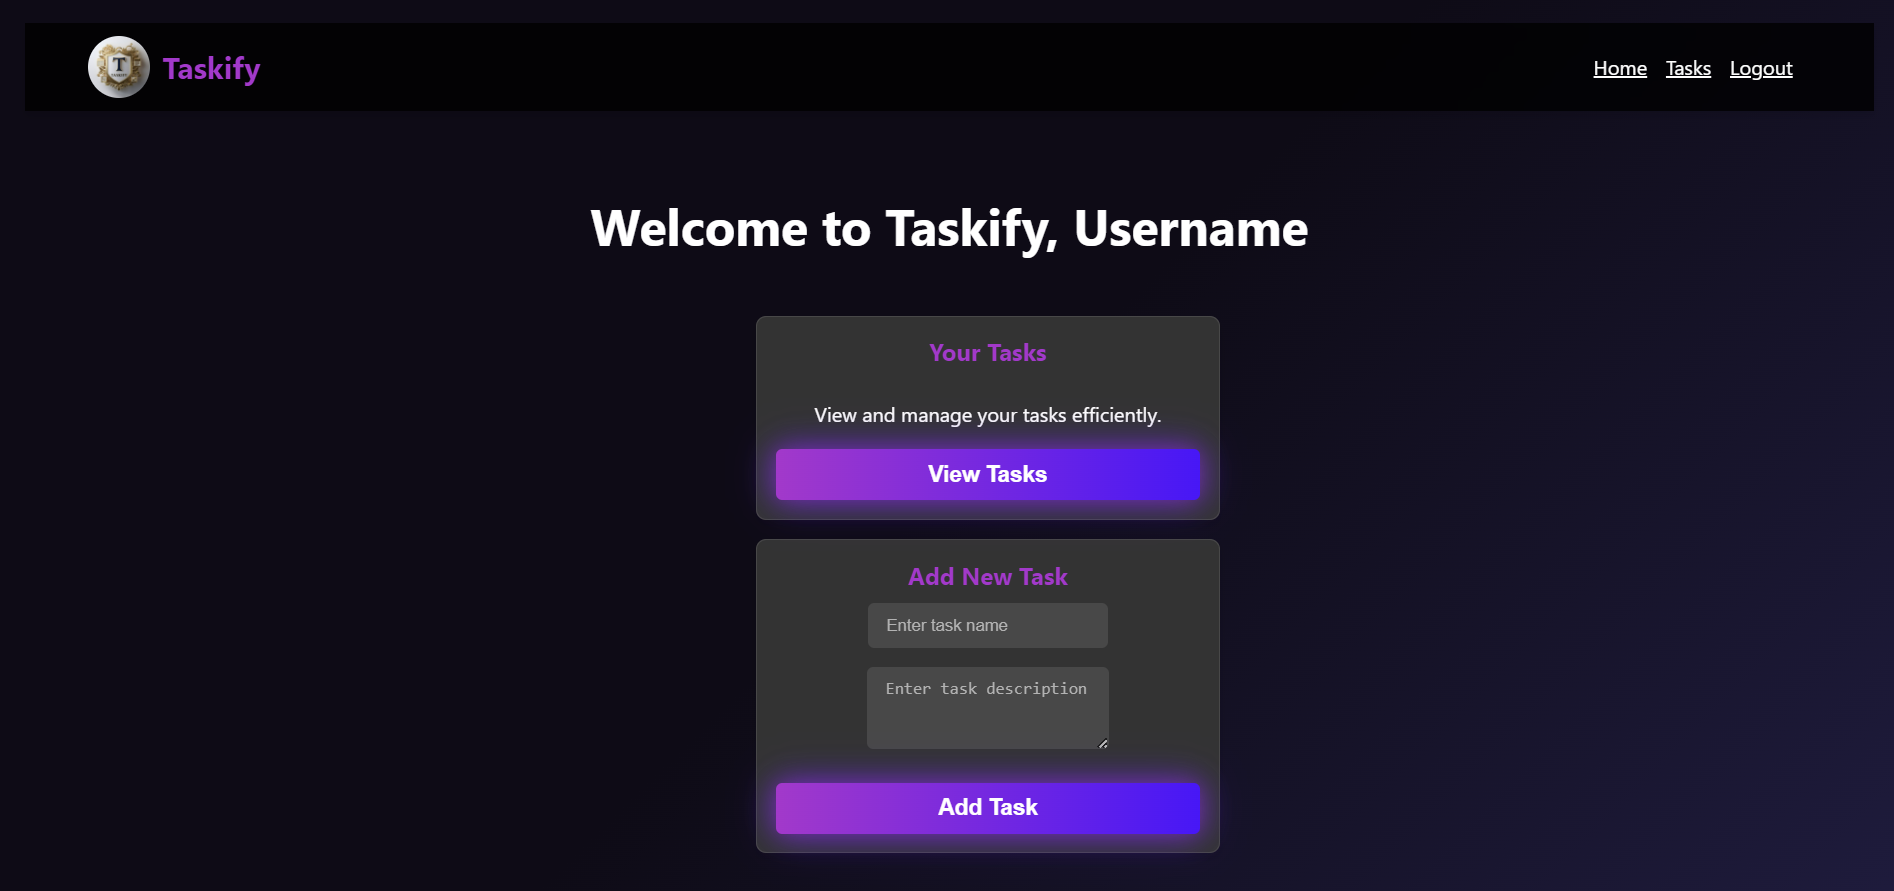 T
TASKIFY
Taskify
Home Tasks Logout
Welcome to Taskify, Username
Your Tasks
View and manage your tasks efficiently.
View Tasks
Add New Task
Enter task name
Enter task description
Add Task